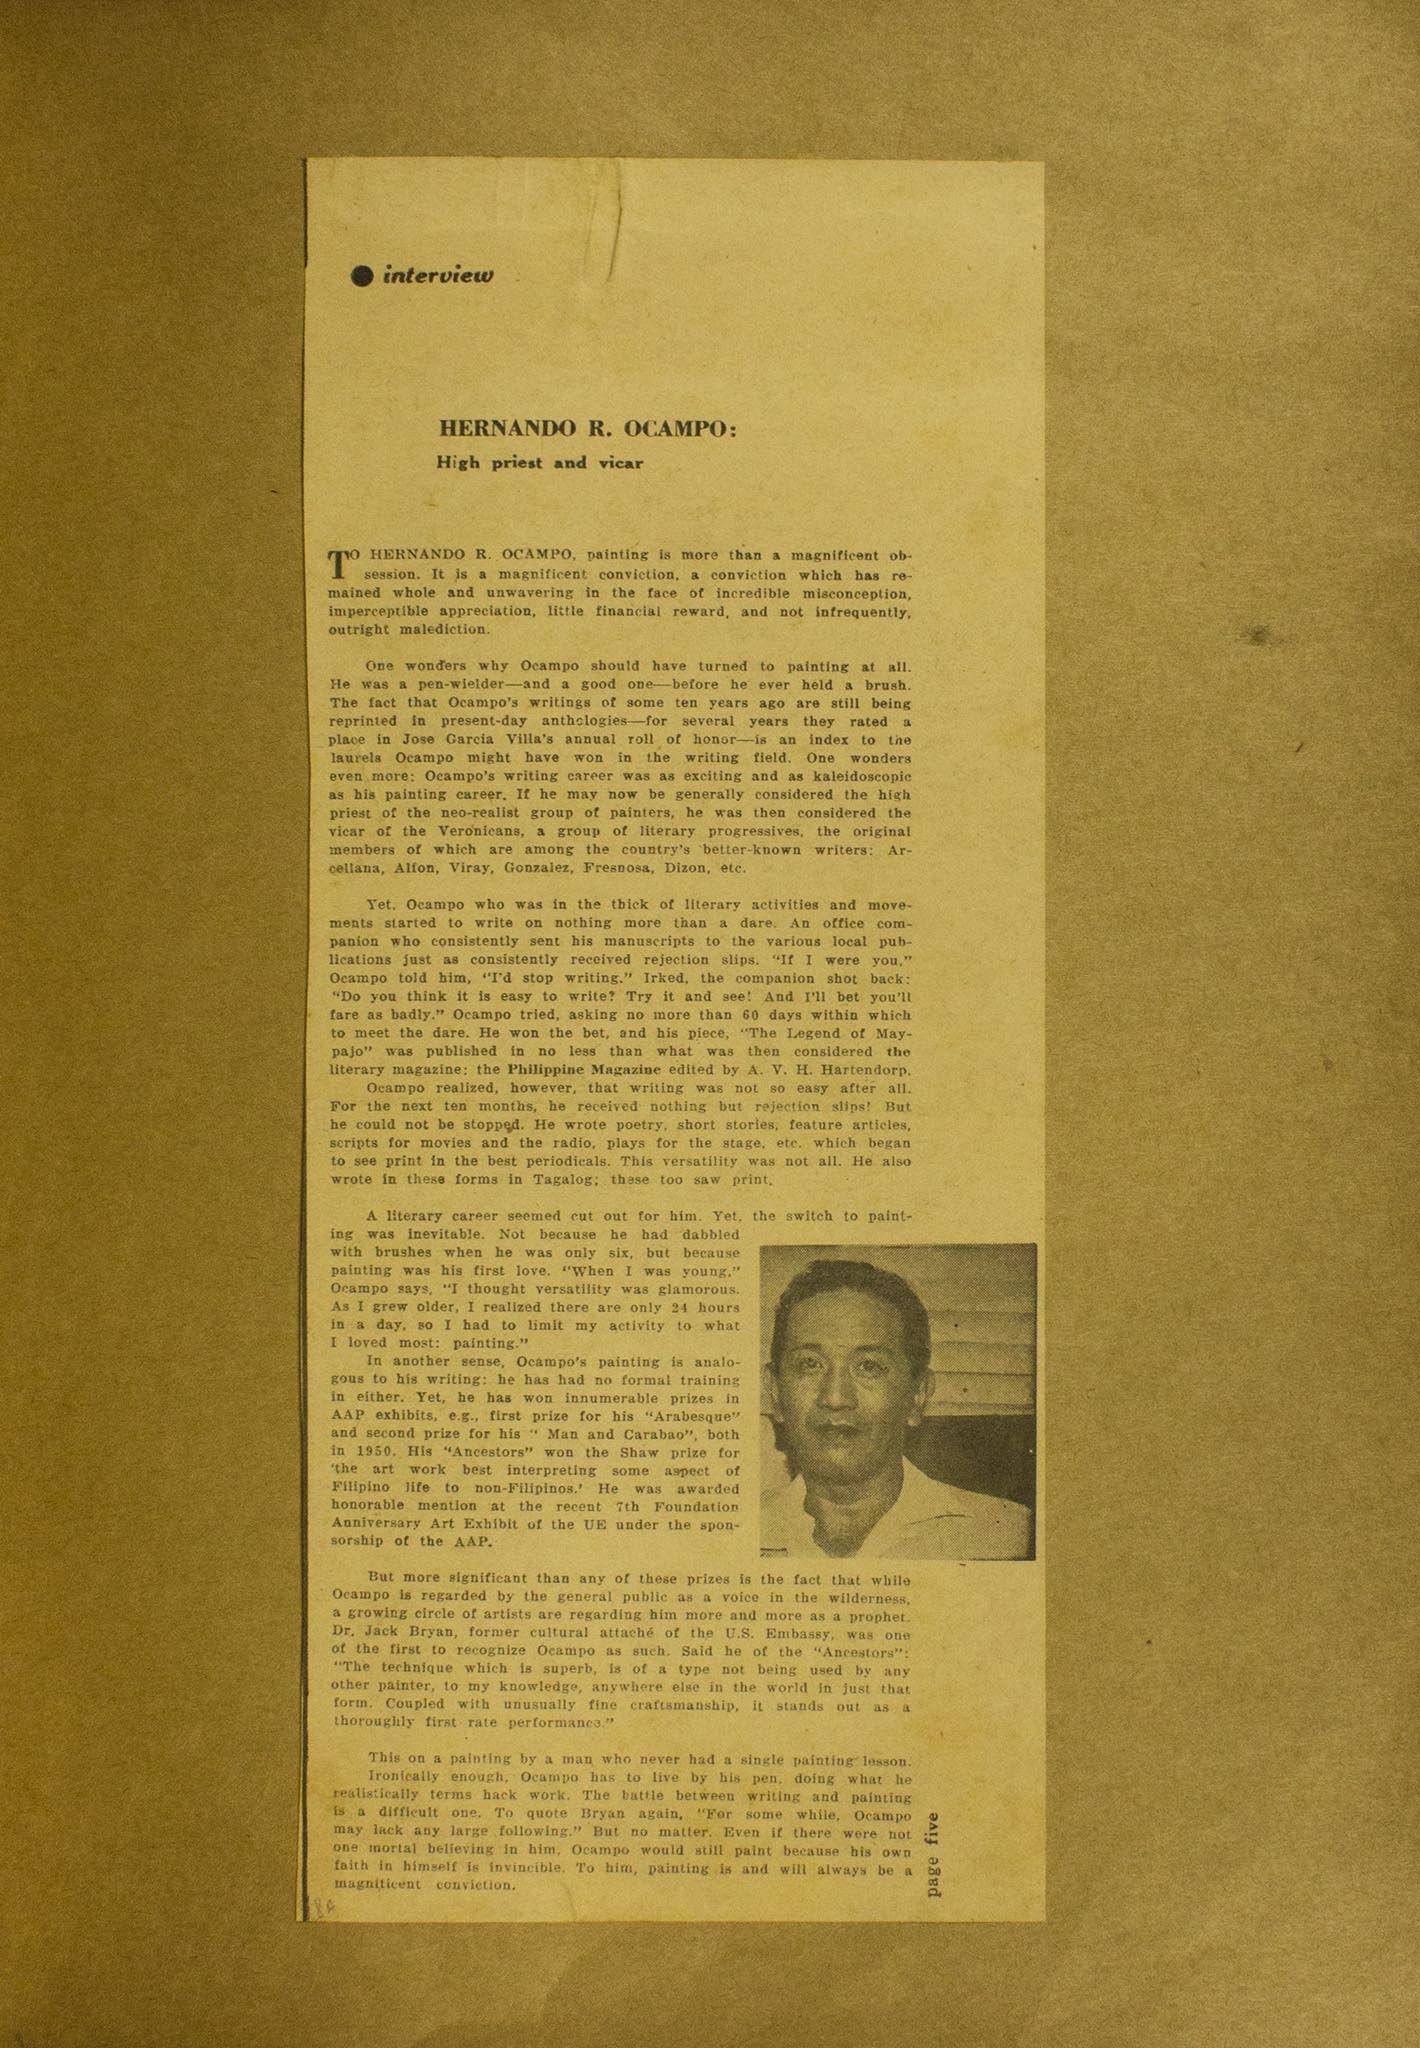 ● interview
HERNANDO R. OCAMPO:
High priest and vicar
TO HERNANDO R. OCAMPO, painting is more than a magnificent ob-
session. It is a magnificent conviction, a conviction which has re-
mained whole and unwavering in the face of incredible misconception,
imperceptible appreciation, little financial reward, and not infrequently,
outright malediction.
One wonders why Ocampo should have turned to painting at all.
He was a pen-wielder—and a good one—before he ever held a brush.
The fact that Ocampo's writings of some ten years ago are still being
reprinted in present-day anthologies—for several years they rated a
place in Jose Garcia Villa's annual roll of honor—is an index to the
laurels Ocampo might have won in the writing field. One wonders
even more: Ocampo's writing career was as exciting and as kaleidoscopic
as his painting career. If he may now be generally considered the high
priest of the neo-realist group of painters, he was then considered the
vicar of the Veronicans, a group of literary progressives, the original
members of which are among the country's better-known writers: Ar-
cellana, Alfon, Viray, Gonzalez, Fresnosa, Dizon, etc.
Yet, Ocampo who was in the thick of literary activities and move-
ments started to write on nothing more than a dare. An office com-
panion who consistently sent his manuscripts to the various local pub-
lications just as consistently received rejection slips. "If I were you,"
Ocampo told him, "I'd stop writing." Irked, the companion shot back:
"Do you think it is easy to write? Try it and see! And I'll bet you'll
fare as badly." Ocampo tried, asking no more than 60 days within which
to meet the dare. He won the bet, and his piece, "The Legend of May-
pajo" was published in no less than what was then considered the
literary magazine: the Philippine Magazine edited by A. V. H. Hartendorp.
Ocampo realized, however, that writing was not so easy after all.
For the next ten months, he received nothing but rejection slips! But
he could not be stopped. He wrote poetry, short stories, feature articles,
scripts for movies and the radio, plays for the stage, etc. which began
to see print in the best periodicals. This versatility was not all. He also
wrote in these forms in Tagalog; these too saw print.
A literary career seemed cut out for him. Yet, the switch to paint-
ing was inevitable. Not because he had dabbled
with brushes when he was only six, but because
painting was his first love. "When I was young,"
Ocampo says, "I thought versatility was glamorous.
As I grew older, I realized there are only 24 hours
in a day, so I had to limit my activity to what
I loved most: painting."
In another sense, Ocampo's painting is analo-
gous to his writing: he has had no formal training
in either. Yet, he has won innumerable prizes in
AAP exhibits, e.g., first prize for his "Arabesque"
and second prize for his " Man and Carabao", both
in 1950. His "Ancestors" won the Shaw prize for
'the art work best interpreting some aspect of
Filipino life to non-Filipinos.' He was awarded
honorable mention at the recent 7th Foundation
Anniversary Art Exhibit of the UE under the spon-
sorship of the AAP.
But more significant than any of these prizes is the fact that while
Ocampo is regarded by the general public as a voice in the wilderness,
a growing circle of artists are regarding him more and more as a prophet.
Dr. Jack Bryan, former cultural attaché of the U.S. Embassy, was one
of the first to recognize Ocampo as such. Said he of the "Ancestors":
"The technique which is superb, is of a type not being used by any
other painter, to my knowledge, anywhere else in the world in just that
form. Coupled with unusually fine craftsmanship, it stands out as a
thoroughly first rate performance."
This on a painting by a man who never had a single painting lesson.
Ironically enough, Ocampo has to live by his pen, doing what he
realistically terms hack work. The battle between writing and painting
is a difficult one. To quote Bryan again, "For some while, Ocampo
may lack any large following." But no matter. Even if there were not
one mortal believing in him, Ocampo would still paint because his own
faith in himself is invincible. To him, painting is and will always be a
magnificent conviction.
page five